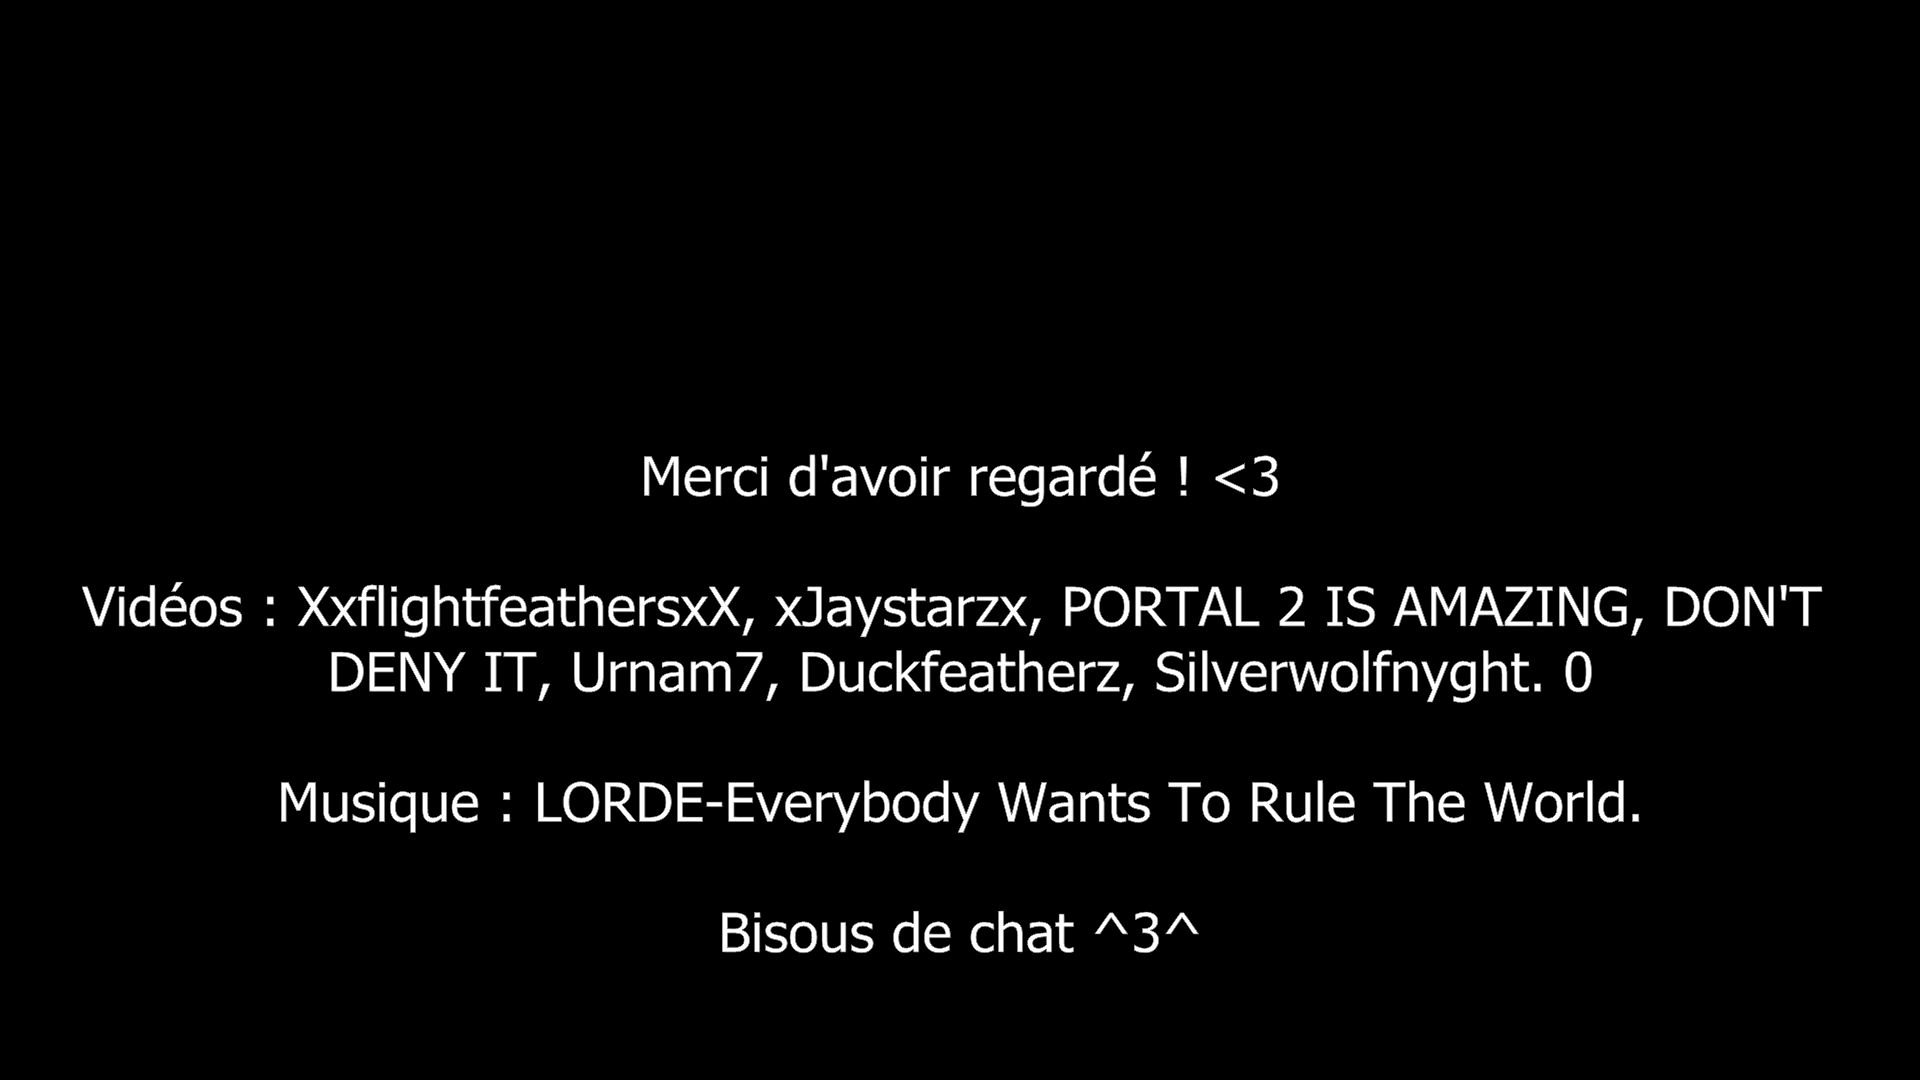 Merci d'avoir regardé ! <3
Vidéos : XxflightfeathersxX, xJaystarzx, PORTAL 2 IS AMAZING, DON'T
DENY IT, Urnam7, Duckfeatherz, Silverwolfnyght. 0
Musique : LORDE-Everybody Wants To Rule The World.
Bisous de chat ^3^